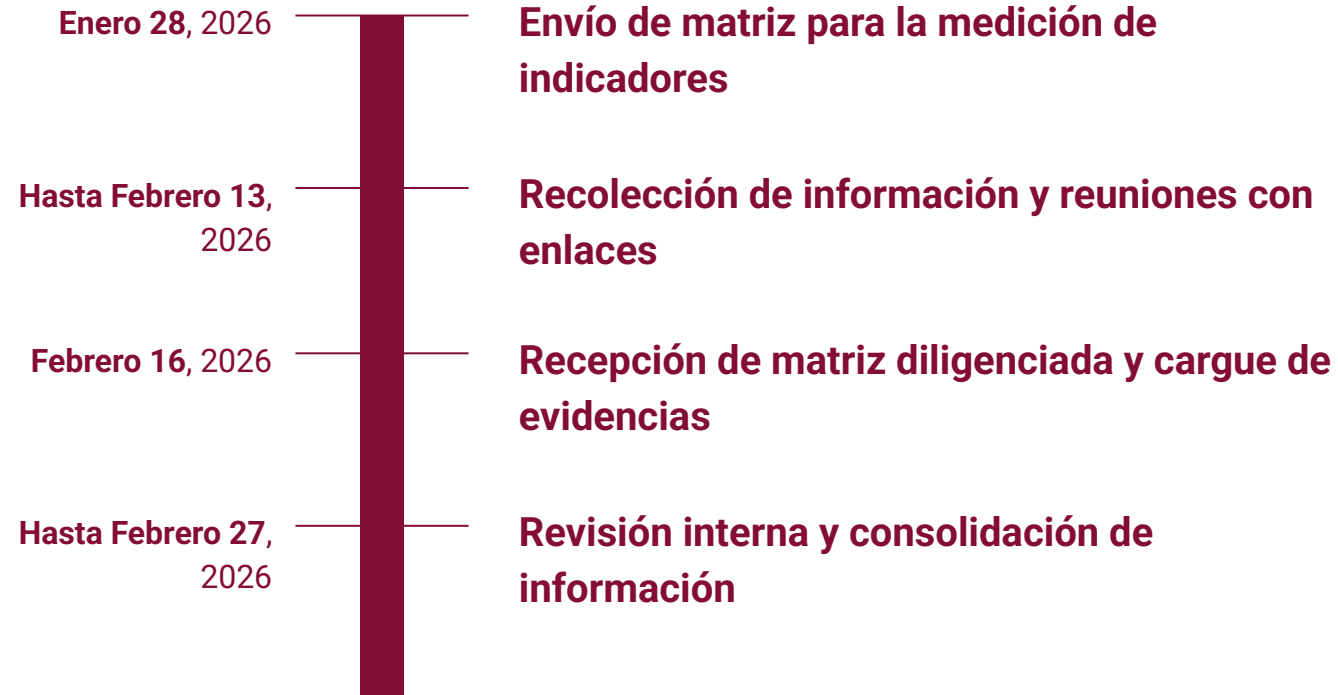 Enero 28, 2026
Envío de matriz para la medición de
indicadores
Hasta Febrero 13,
2026
Recolección de información y reuniones con
enlaces
Febrero 16, 2026
Recepción de matriz diligenciada y cargue de
evidencias
Hasta Febrero 27,
2026
Revisión interna y consolidación de
información